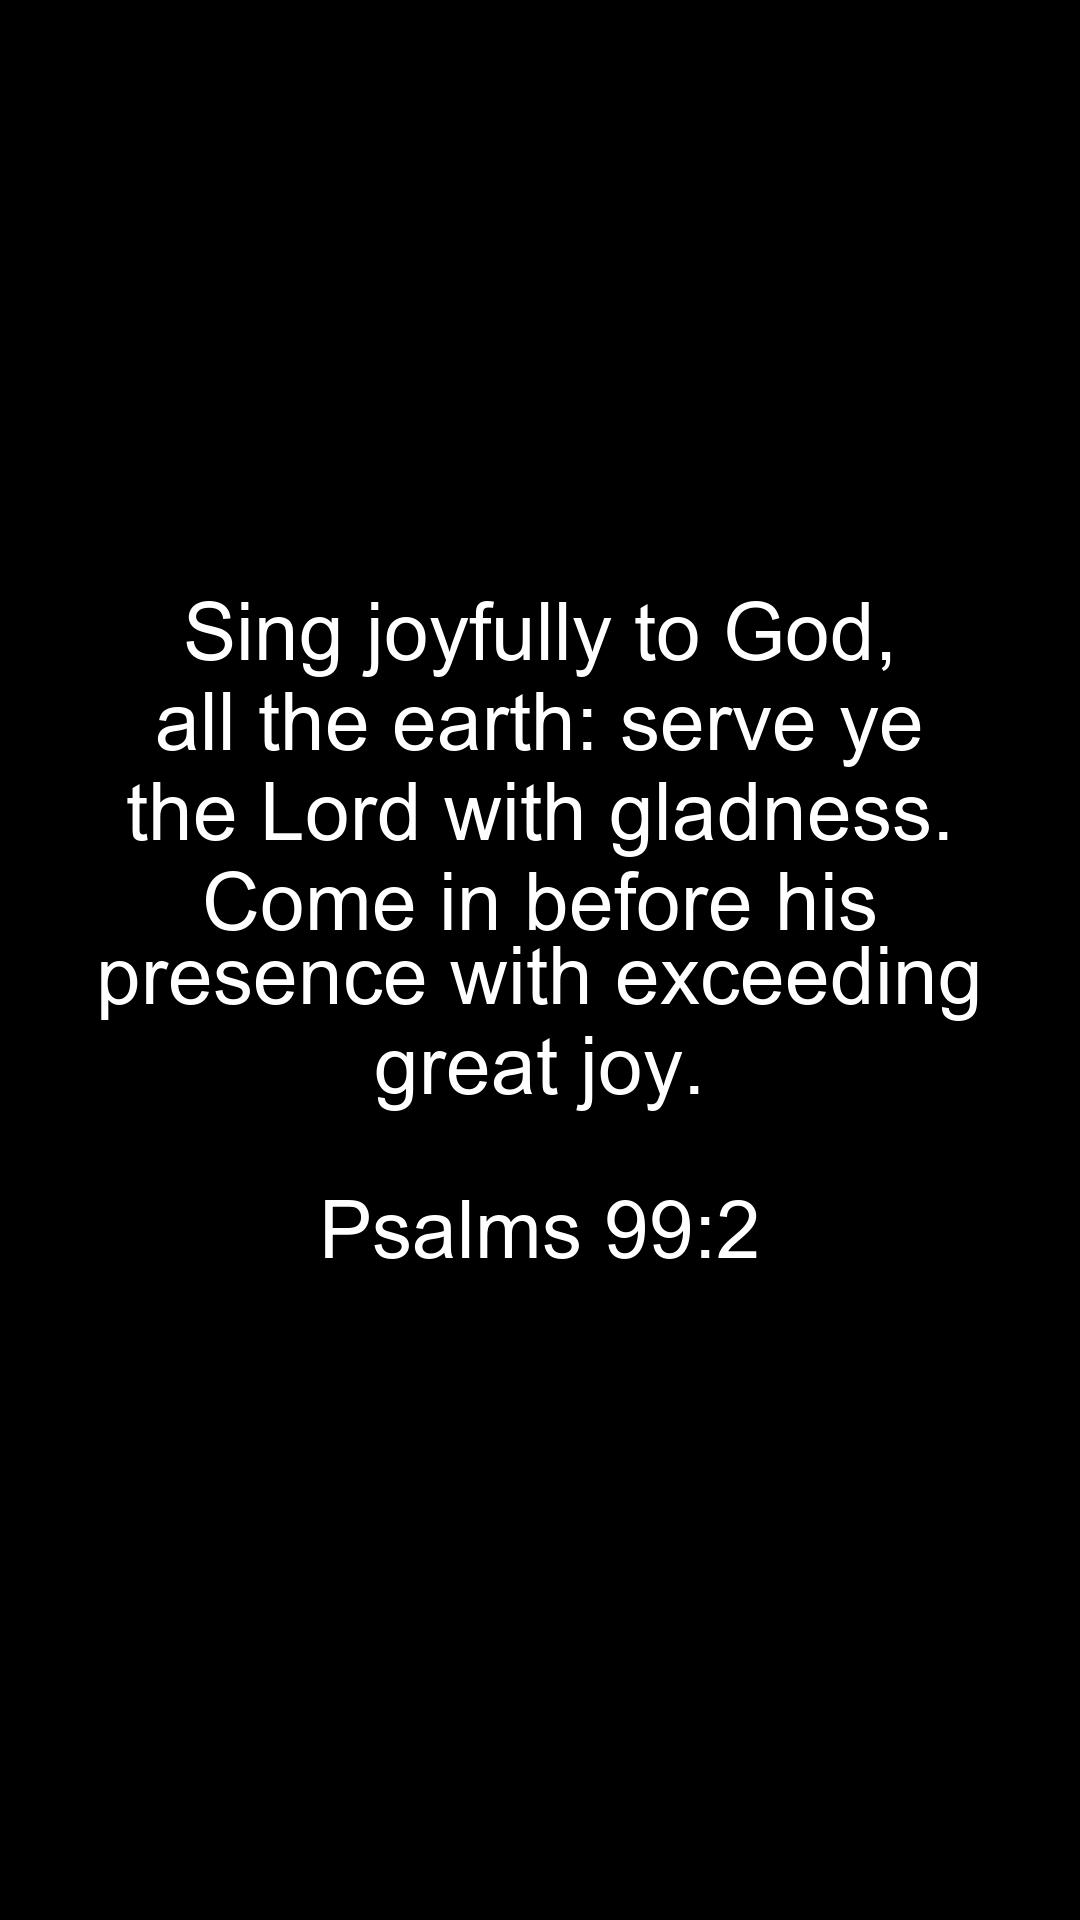 Sing joyfully to God,
all the earth: serve ye
the Lord with gladness.
Come in before his
presence with exceeding
great joy.
Psalms 99:2